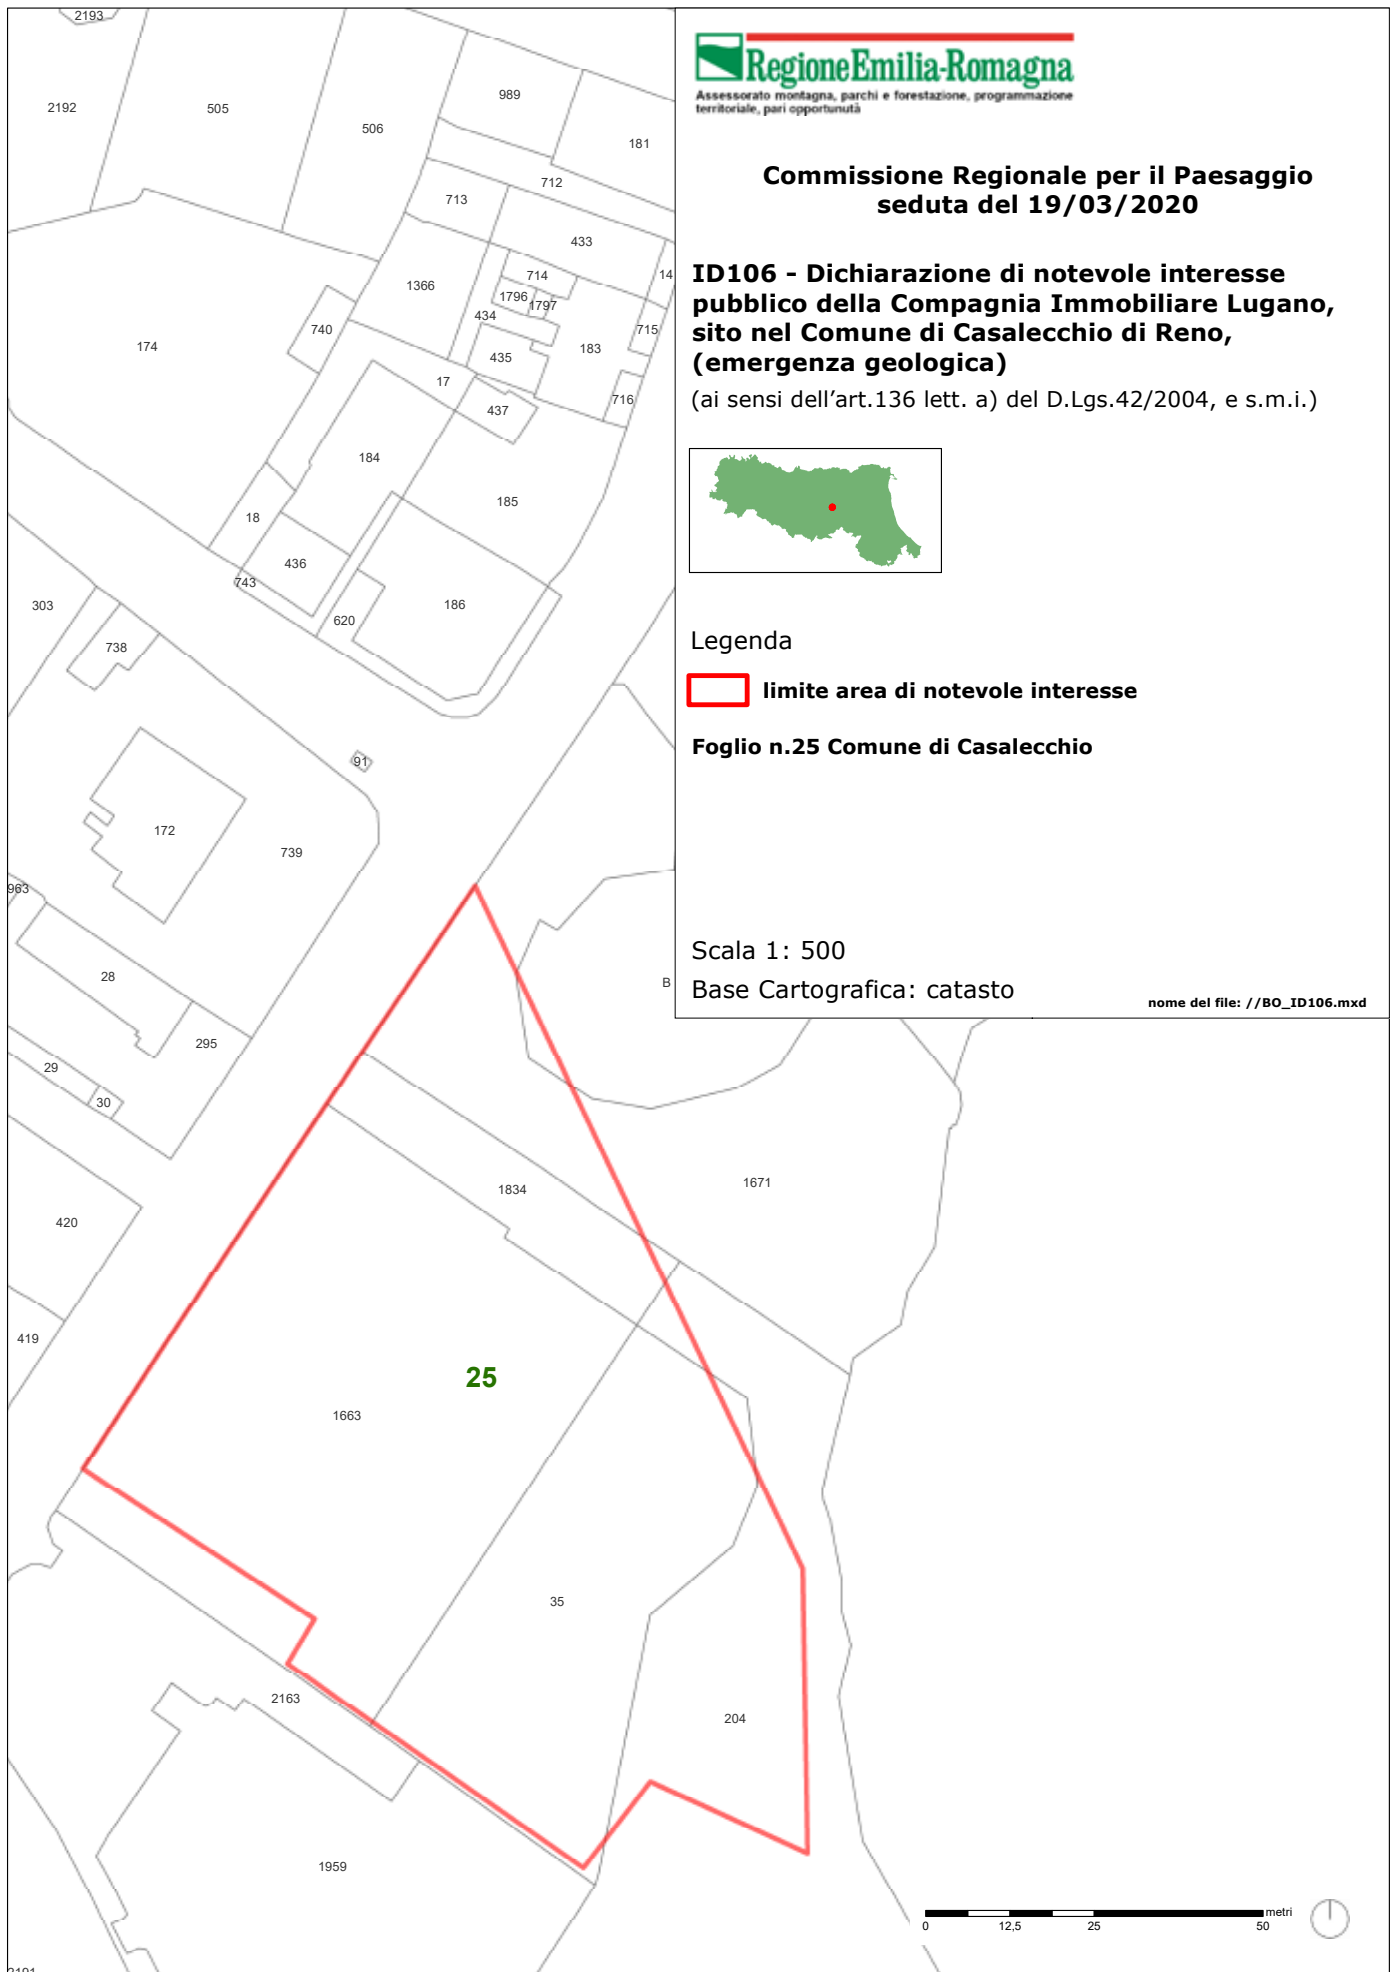 RegioneEmilia-Romagna
Assessorato montagna, parchi e forestazione, programmazione
territoriale, pari opportunutà
Commissione Regionale per il Paesaggio
seduta del 19/03/2020
ID106 - Dichiarazione di notevole interesse
pubblico della Compagnia Immobiliare Lugano,
sito nel Comune di Casalecchio di Reno,
(emergenza geologica)
(ai sensi dell'art.136 lett. a) del D.Lgs.42/2004, e s.m.i.)
Legenda
limite area di notevole interesse
Foglio n.25 Comune di Casalecchio
Scala 1: 500
Base Cartografica: catasto
nome del file: //BO_ID106.mxd
2193
2192
505
506
989
181
712
713
433
14
714
1366
1796
1797
434
715
740
174
435
183
17
716
437
184
185
18
436
743
186
303
620
738
91
172
739
963
28
B
295
29
30
1834
1671
420
419
25
1663
35
2163
204
1959
metri
0 12,5 25 50